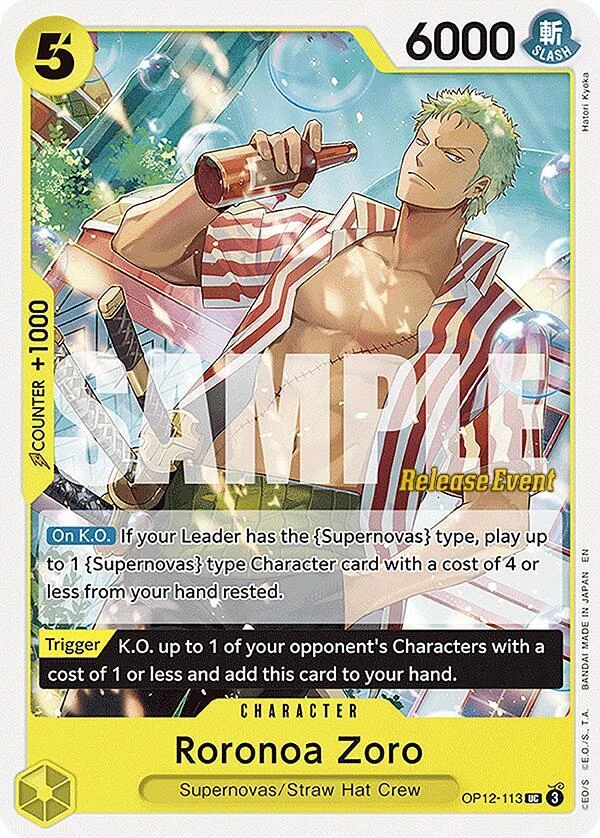 5
6000
斬
SLASH
Hatori Kyoka
COUNTER +1000
SAMPLE
Release Event
On K.O. If your Leader has the {Supernovas} type, play up
to 1 {Supernovas} type Character card with a cost of 4 or
less from your hand rested.
Trigger K.O. up to 1 of your opponent's Characters with a
cost of 1 or less and add this card to your hand.
CHARACTER
Roronoa Zoro
Supernovas/Straw Hat Crew
OP12-113 UC 3
©E.O/S ©E.O./S., T.A. BANDAI MADE IN JAPAN EN